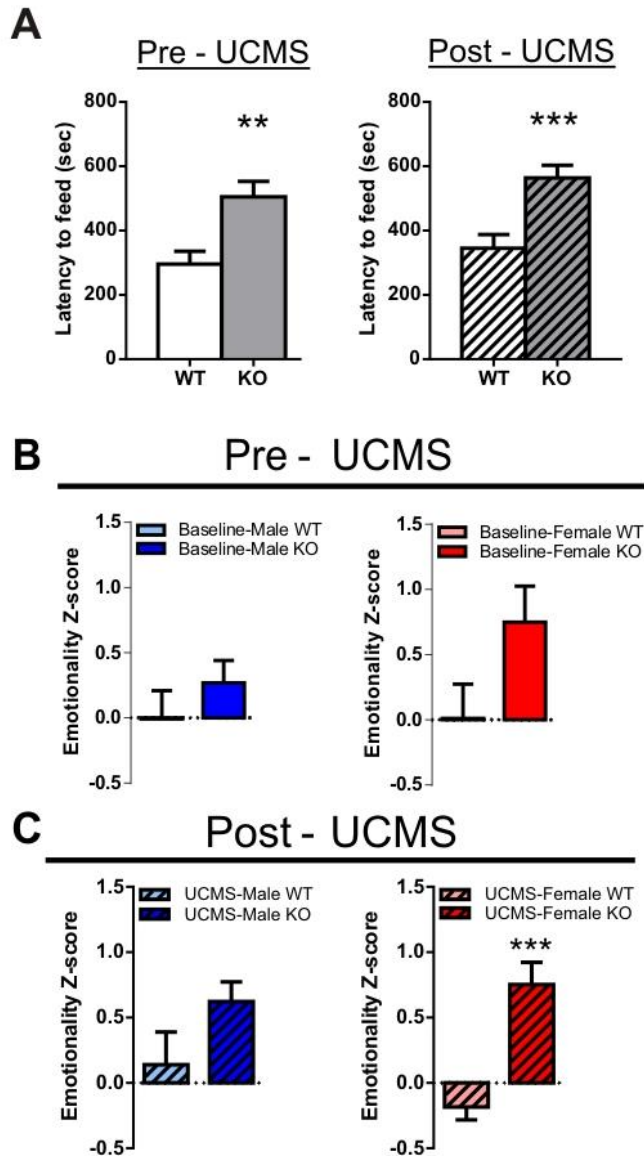 A
Pre - UCMS
Post - UCMS
Latency to feed (sec)
800
600
400
200
0
**
WT
KO
Latency to feed (sec)
800
600
400
200
0
***
WT
KO
B
Pre - UCMS
Emotionality Z-score
1.5
1.0
0.5
0.0
-0.5
Baseline-Male WT
Baseline-Male KO
Emotionality Z-score
1.5
1.0
0.5
0.0
-0.5
Baseline-Female WT
Baseline-Female KO
C
Post - UCMS
Emotionality Z-score
1.5
1.0
0.5
0.0
-0.5
UCMS-Male WT
UCMS-Male KO
Emotionality Z-score
1.5
1.0
0.5
0.0
-0.5
UCMS-Female WT
UCMS-Female KO
***